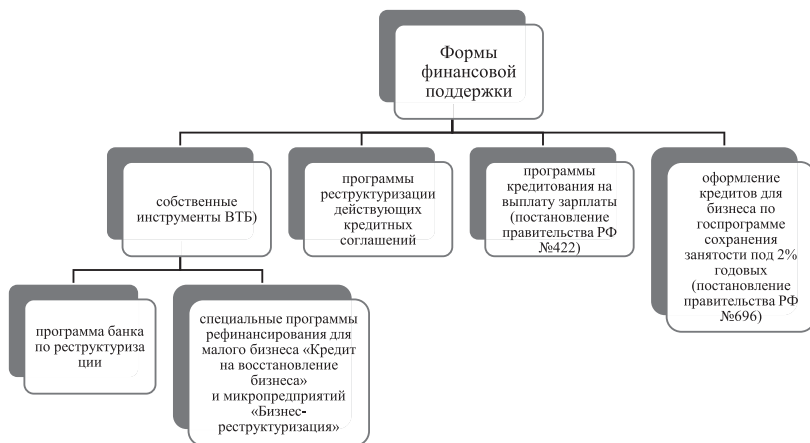 Формы
финансовой
поддержки
собственные
инструменты ВТБ)
программы
реструктуризации
действующих
кредитных
соглашений
программы
кредитования на
выплату зарплаты
(постановление
правительства РФ
№422)
оформление
кредитов для
бизнеса по
госпрограмме
сохранения
занятости под 2%
годовых
(постановление
правительства РФ
№696)
программа банка
по реструктуриза
ции
специальные программы
рефинансирования для
малого бизнеса «Кредит
на восстановление
бизнеса»
и микропредприятий
«Бизнес-
реструктуризация»